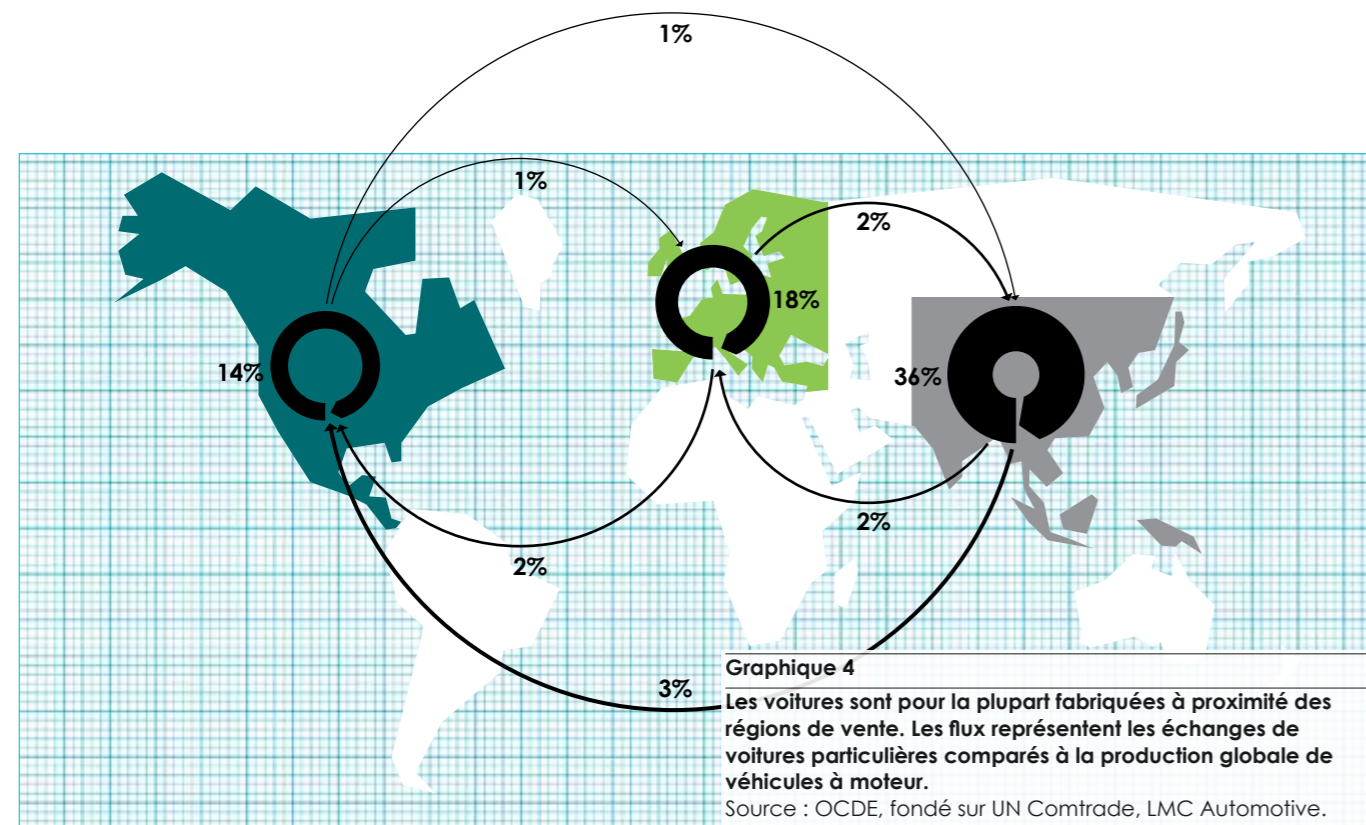 1%
1%
2%
18%
14%
36%
2%
2%
3%
Graphique 4
Les voitures sont pour la plupart fabriquées à proximité des
régions de vente. Les flux représentent les échanges de
voitures particulières comparés à la production globale de
véhicules à moteur.
Source : OCDE, fondé sur UN Comtrade, LMC Automotive.